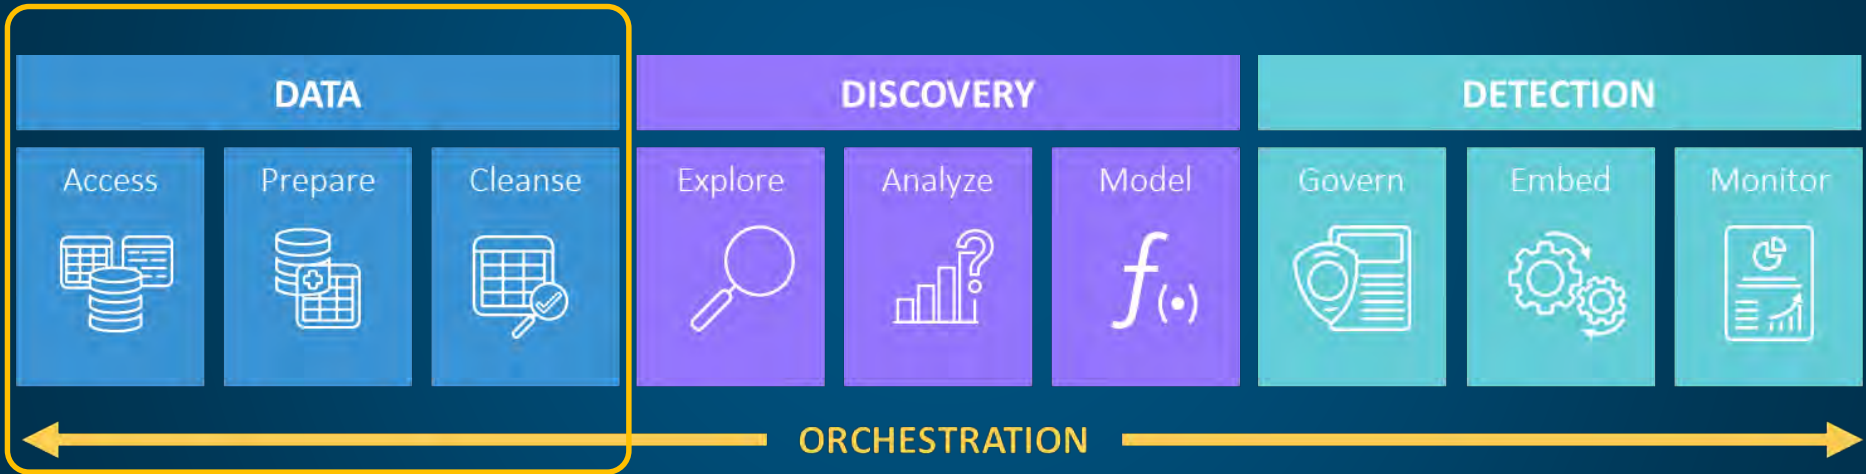 DATA
DISCOVERY
DETECTION
Access
Prepare
Cleanse
Explore
Analyze
Model
Govern
Embed
Monitor
?
f(•)
ORCHESTRATION